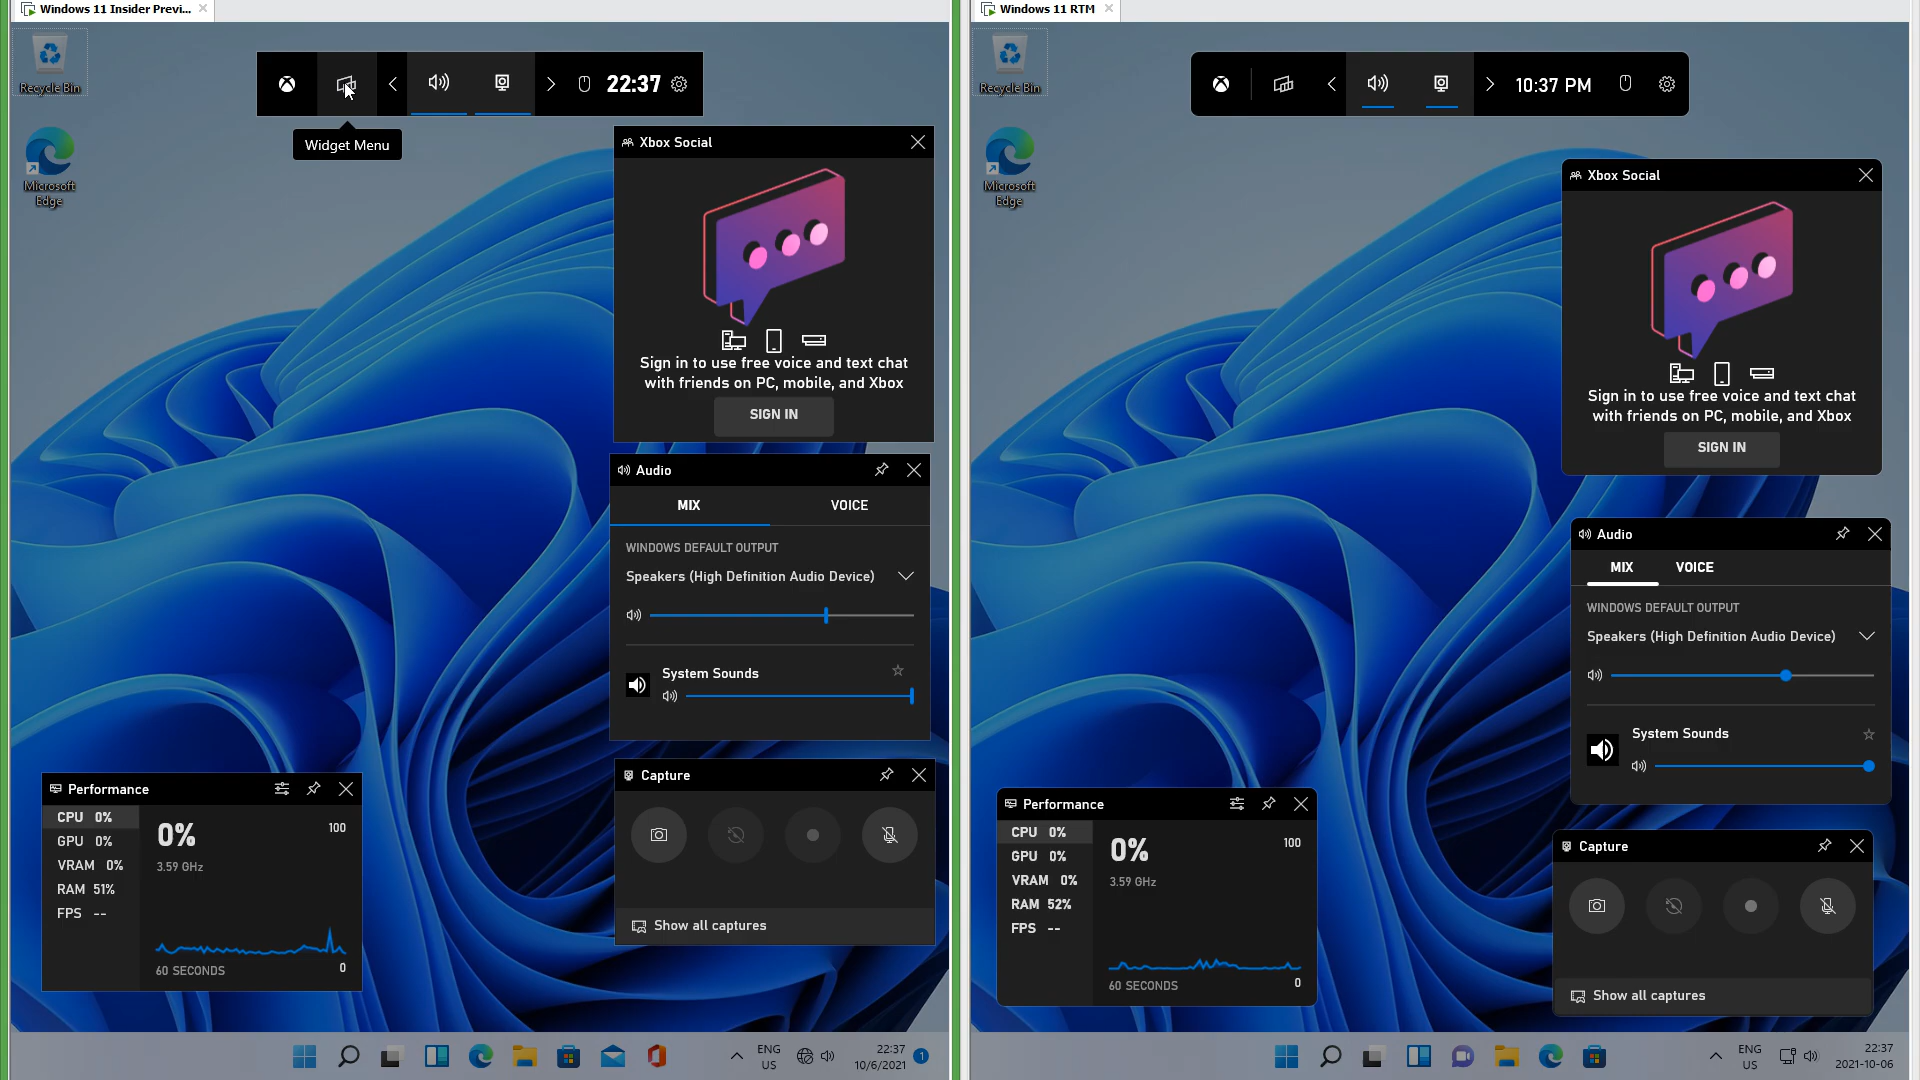 Windows 11 Insider Previ...
Recycle Bin
22:37
Widget Menu
Microsoft
Edge
Xbox Social
Sign in to use free voice and text chat
with friends on PC, mobile, and Xbox
SIGN IN
Audio
MIX VOICE
WINDOWS DEFAULT OUTPUT
Speakers (High Definition Audio Device)
System Sounds
Performance
CPU 0%
GPU 0%
VRAM 0%
RAM 51%
FPS --
0%
100
3.59 GHz
60 SECONDS
0
Capture
Show all captures
ENG
US
22:37
10/6/2021
1
Windows 11 RTM
Recycle Bin
10:37 PM
Microsoft
Edge
Xbox Social
Sign in to use free voice and text chat
with friends on PC, mobile, and Xbox
SIGN IN
Audio
MIX VOICE
WINDOWS DEFAULT OUTPUT
Speakers (High Definition Audio Device)
System Sounds
Performance
CPU 0%
GPU 0%
VRAM 0%
RAM 52%
FPS --
0%
100
3.59 GHz
60 SECONDS
0
Capture
Show all captures
ENG
US
22:37
2021-10-06